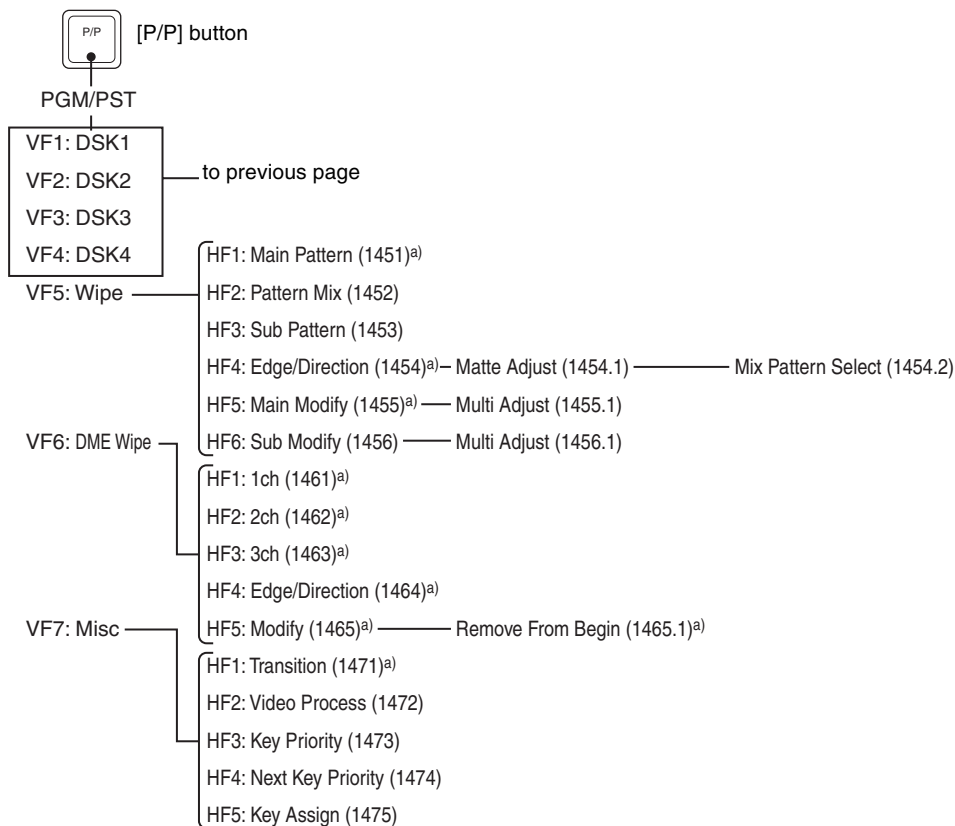 P/P
[P/P] button
PGM/PST
VF1: DSK1
VF2: DSK2
to previous page
VF3: DSK3
VF4: DSK4
HF1: Main Pattern (1451)a)
VF5: Wipe
HF2: Pattern Mix (1452)
HF3: Sub Pattern (1453)
HF4: Edge/Direction (1454)a) Matte Adjust (1454.1) Mix Pattern Select (1454.2)
HF5: Main Modify (1455)a) Multi Adjust (1455.1)
VF6: DME Wipe
HF6: Sub Modify (1456) Multi Adjust (1456.1)
HF1: 1ch (1461)a)
HF2: 2ch (1462)a)
HF3: 3ch (1463)a)
HF4: Edge/Direction (1464)a)
VF7: Misc
HF5: Modify (1465)a) Remove From Begin (1465.1)a)
HF1: Transition (1471)a)
HF2: Video Process (1472)
HF3: Key Priority (1473)
HF4: Next Key Priority (1474)
HF5: Key Assign (1475)